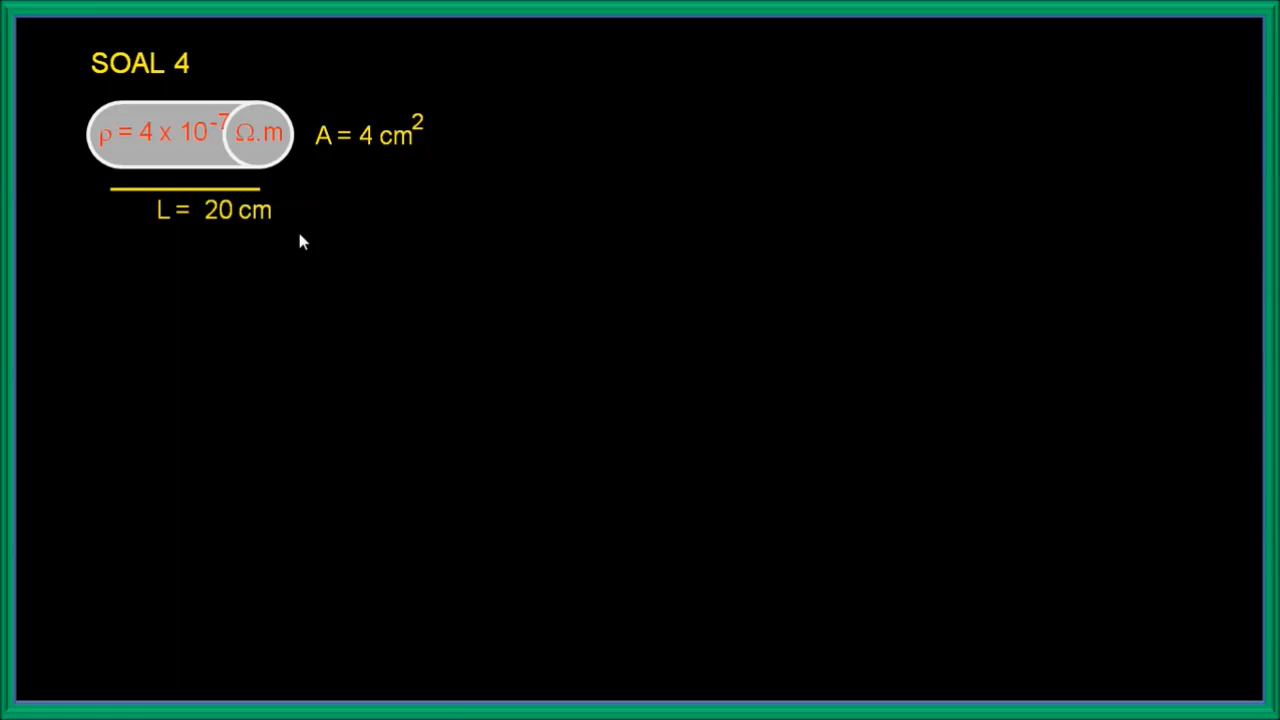 SOAL 4
ρ = 4 x 10⁻⁷ Ω.m
A = 4 cm²
L = 20 cm